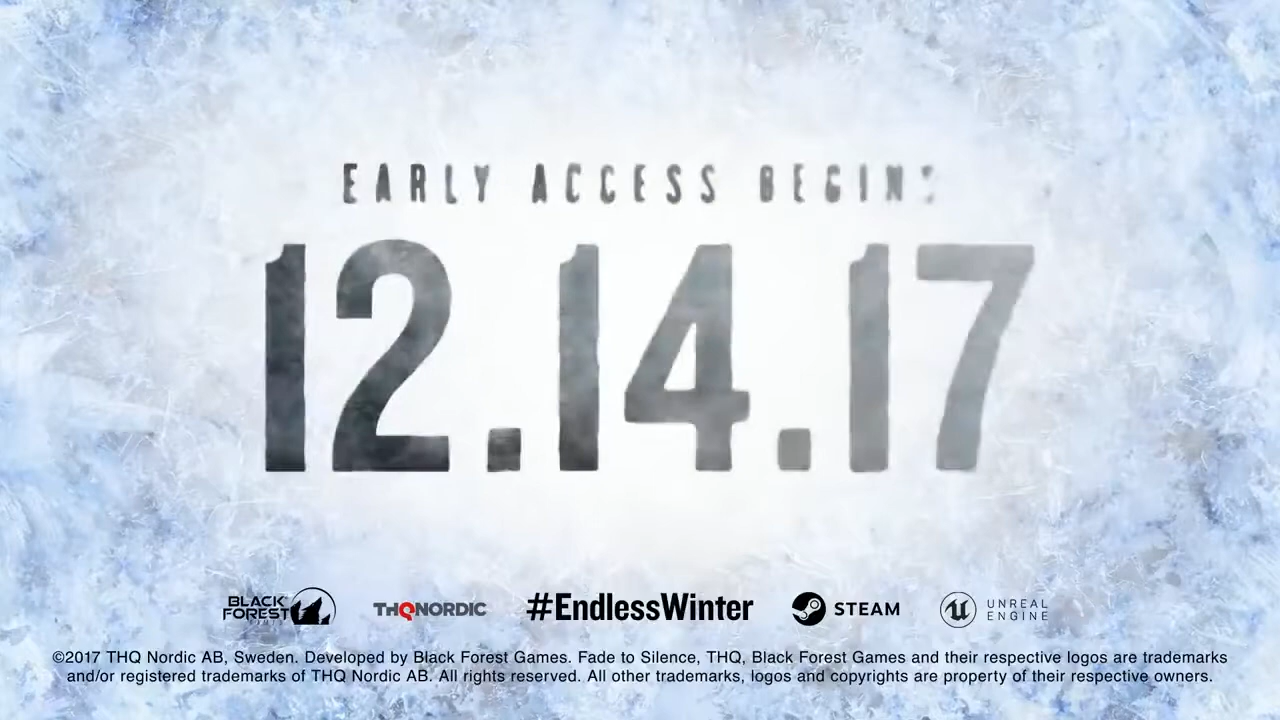 EARLY ACCESS BEGINS
12.14.17
BLACK FOREST THQNORDIC #EndlessWinter STEAM UNREAL ENGINE
©2017 THQ Nordic AB, Sweden. Developed by Black Forest Games. Fade to Silence, THQ, Black Forest Games and their respective logos are trademarks
and/or registered trademarks of THQ Nordic AB. All rights reserved. All other trademarks, logos and copyrights are property of their respective owners.